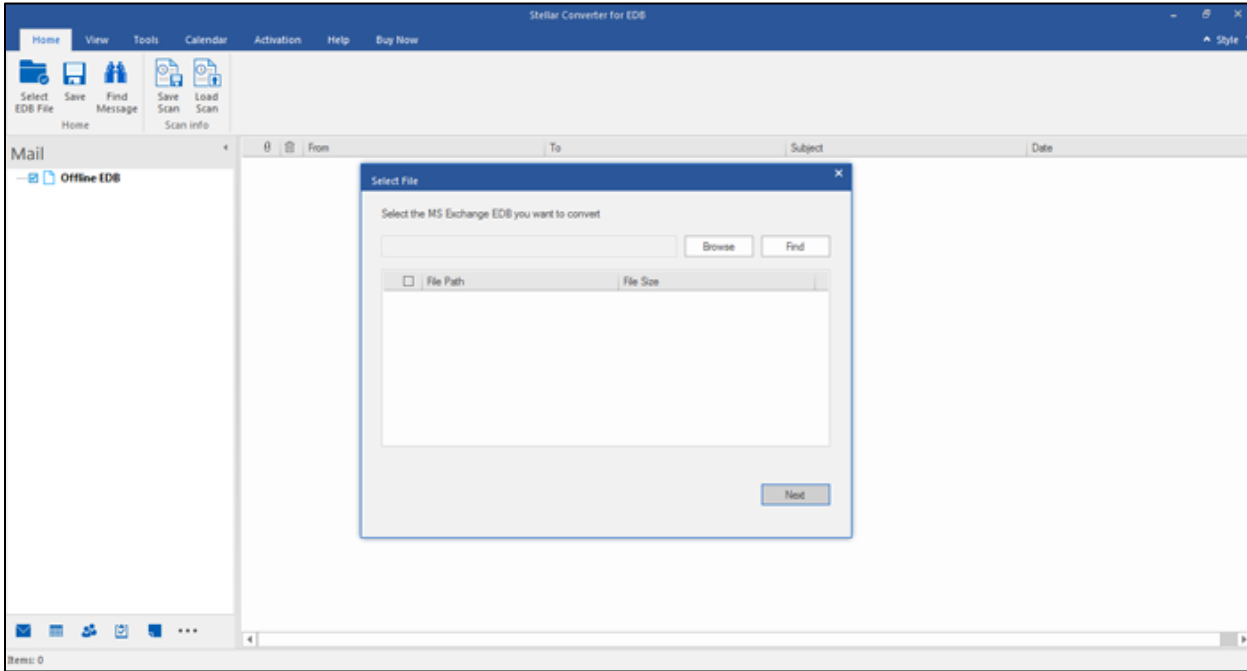 Stellar Converter for EDB
Home View Tools Calendar Activation Help Buy Now
Style
Select EDB File
Save
Find Message
Save Scan
Load Scan
Home
Scan info
Mail
From To Subject Date
Offline EDB
Select File
Select the MS Exchange EDB you want to convert
Browse Find
File Path File Size
Next
Items: 0